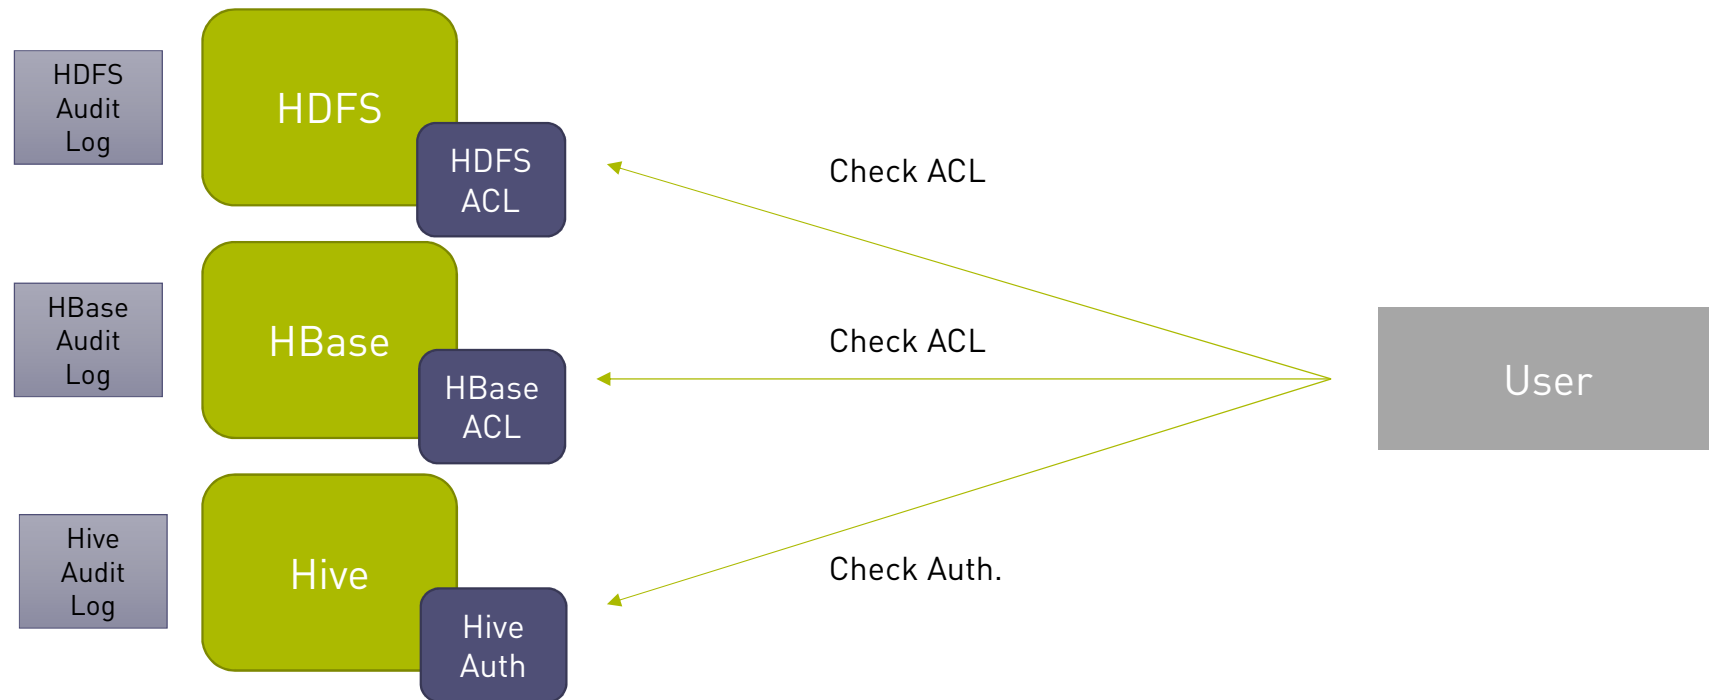 HDFS
Audit
Log
HDFS
HDFS
ACL
Check ACL
HBase
Audit
Log
HBase
HBase
ACL
Check ACL
User
Hive
Audit
Log
Hive
Hive
Auth
Check Auth.